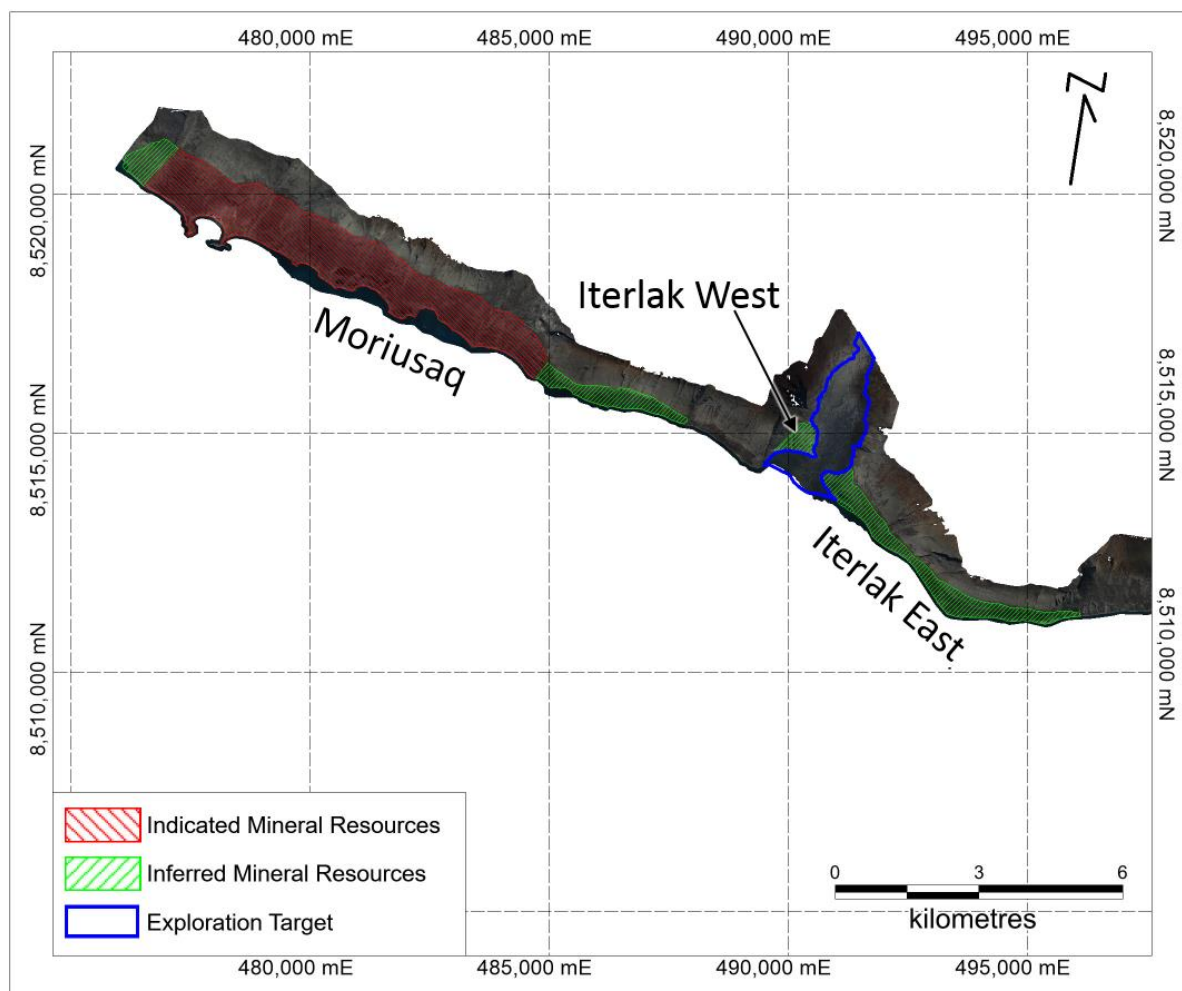 480,000 mE
485,000 mE
490,000 mE
495,000 mE
N
8,520,000 mN
8,520,000 mN
Iterlak West
Moriusaq
8,515,000 mN
8,515,000 mN
Iterlak East
8,510,000 mN
8,510,000 mN
Indicated Mineral Resources
Inferred Mineral Resources
Exploration Target
0 3 6
kilometres
480,000 mE
485,000 mE
490,000 mE
495,000 mE